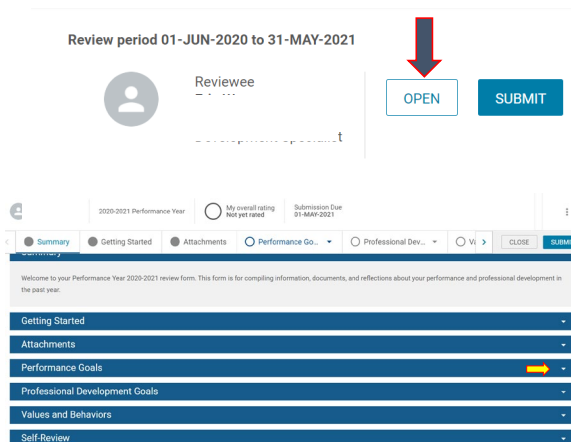 Review period 01-JUN-2020 to 31-MAY-2021
Reviewee
OPEN
SUBMIT
2020-2021 Performance Year
My overall rating
Not yet rated
Submission Due
31-MAY-2021
Summary
Getting Started
Attachments
Performance Go...
Professional Dev...
CLOSE
SUBMI
Summary
Welcome to your Performance Year 2020-2021 review form. This form is for compiling information, documents, and reflections about your performance and professional development in
the past year.
Getting Started
Attachments
Performance Goals
Professional Development Goals
Values and Behaviors
Self-Review